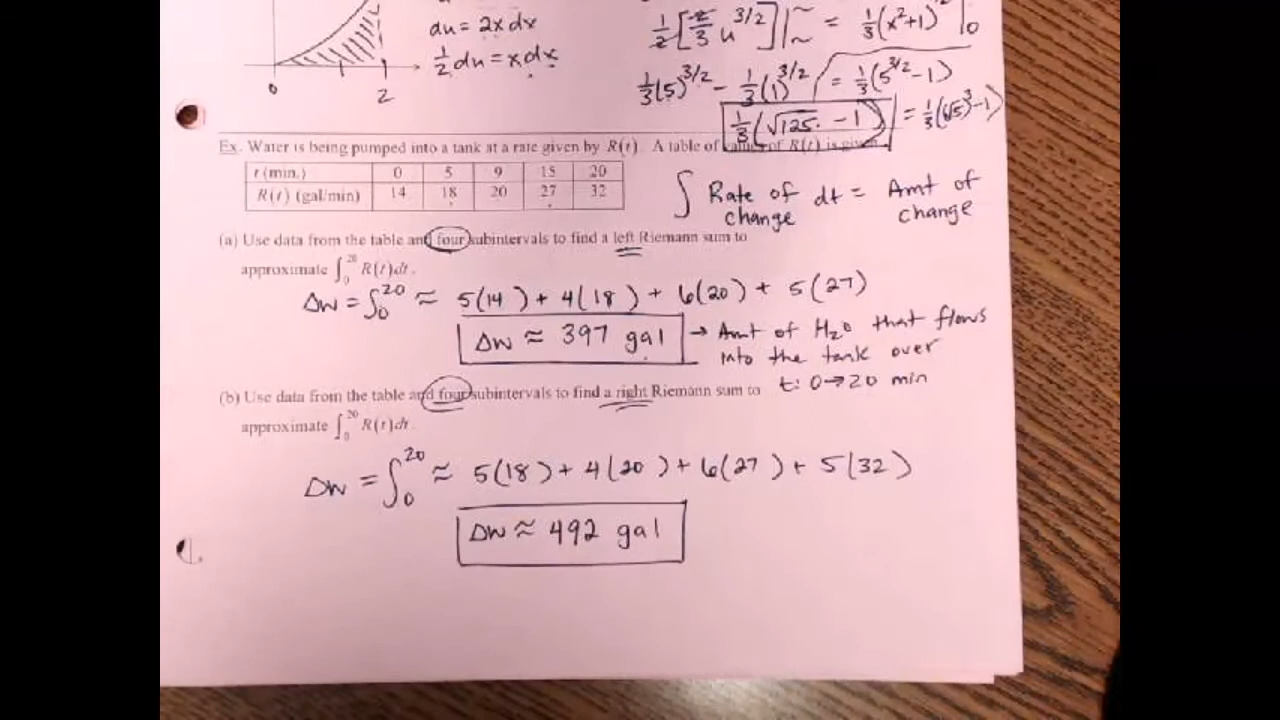 du = 2x dx
½ du = x dx
0 2
½[⅔ u^3/2]|~~ = ⅓(x²+1) |0
⅓(5)^3/2 − ⅓(1)^3/2 = ⅓(5^3/2 − 1)
⅓(√125 − 1) = ⅓((√5)³ − 1)
Ex. Water is being pumped into a tank at a rate given by R(t). A table of values of R(t) is given.
t (min.) 0 5 9 15 20
R(t) (gal/min) 14 18 20 27 32
∫ Rate of change dt = Amt of change
(a) Use data from the table and four subintervals to find a left Riemann sum to
approximate ∫₀²⁰ R(t)dt.
Δw = ∫₀²⁰ ≈ 5(14) + 4(18) + 6(20) + 5(27)
Δw ≈ 397 gal → Amt of H₂O that flows
into the tank over
t: 0→20 min
(b) Use data from the table and four subintervals to find a right Riemann sum to
approximate ∫₀²⁰ R(t)dt.
Δw = ∫₀²⁰ ≈ 5(18) + 4(20) + 6(27) + 5(32)
Δw ≈ 492 gal